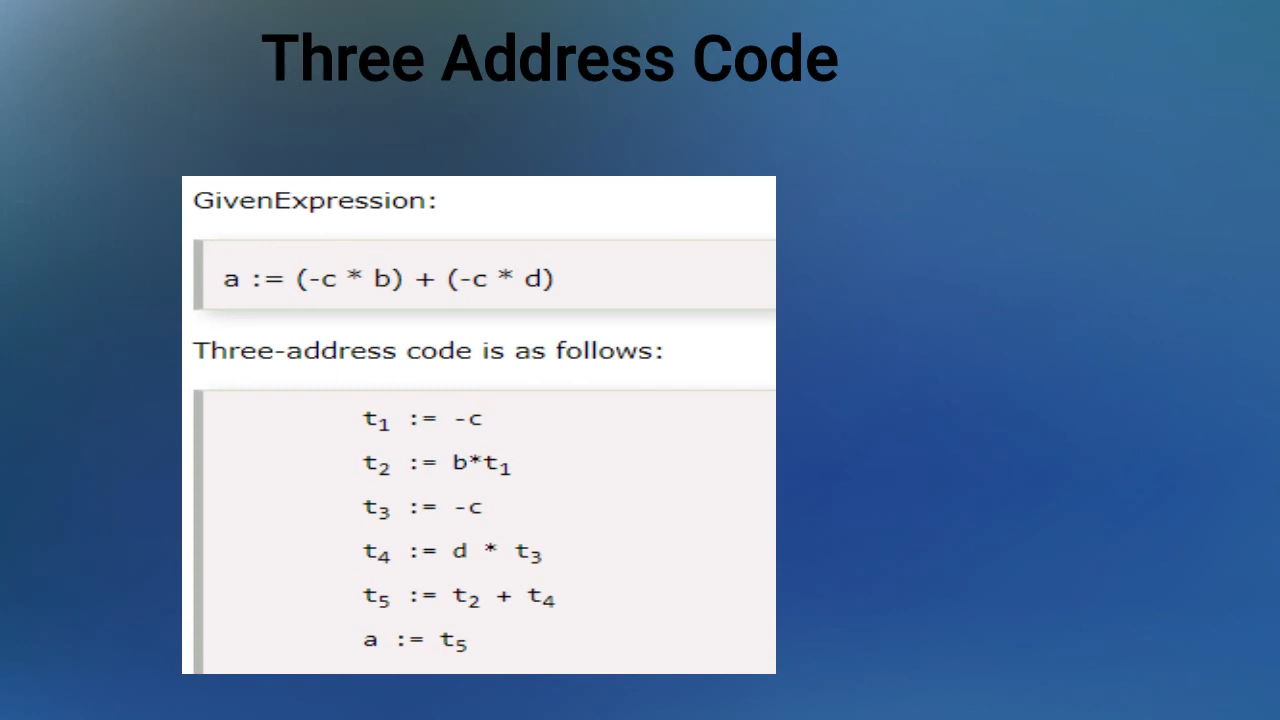 Three Address Code
GivenExpression:
a := (-c * b) + (-c * d)
Three-address code is as follows:
t₁ := -c
t₂ := b*t₁
t₃ := -c
t₄ := d * t₃
t₅ := t₂ + t₄
a := t₅